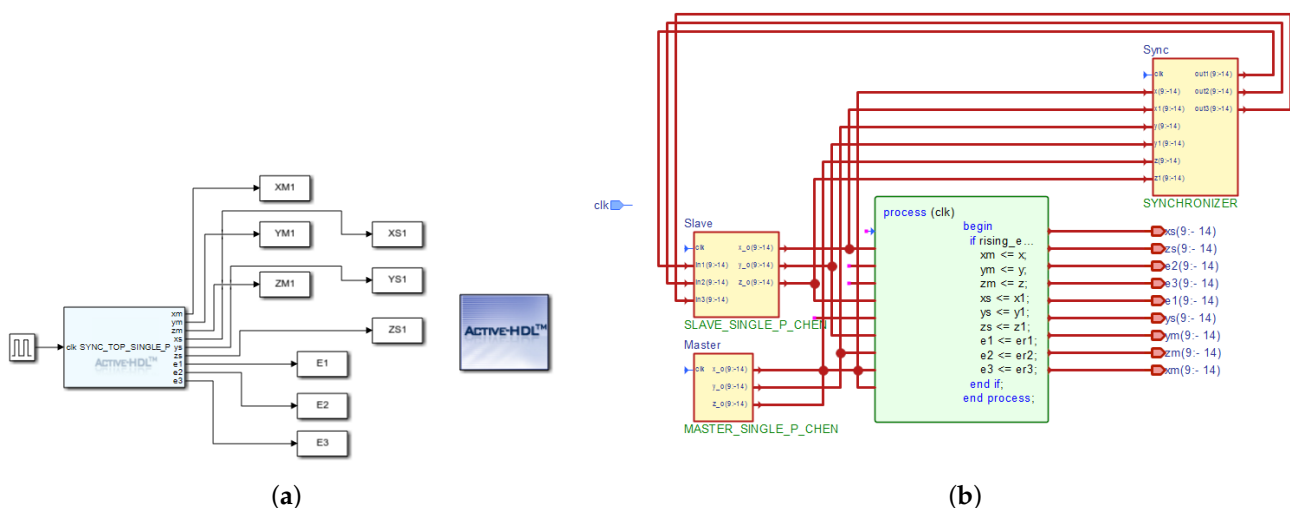 XM1
YM1
XS1
ZM1
YS1
ZS1
clk SYNC_TOP_SINGLE_P
ACTIVE-HDL™
xm
ym
zm
xs
ys
zs
e1
e2
e3
E1
E2
E3
ACTIVE-HDL™
(a)
Sync
clk out1(9:-14)
x(9:-14) out2(9:-14)
x1(9:-14) out3(9:-14)
y(9:-14)
y1(9:-14)
z(9:-14)
z1(9:-14)
SYNCHRONIZER
clk
Slave
clk x_o(9:-14)
in1(9:-14) y_o(9:-14)
in2(9:-14) z_o(9:-14)
in3(9:-14)
SLAVE_SINGLE_P_CHEN
Master
clk x_o(9:-14)
y_o(9:-14)
z_o(9:-14)
MASTER_SINGLE_P_CHEN
process (clk)
begin
if rising_e...
xm <= x;
ym <= y;
zm <= z;
xs <= x1;
ys <= y1;
zs <= z1;
e1 <= er1;
e2 <= er2;
e3 <= er3;
end if;
end process;
xs(9:- 14)
zs(9:- 14)
e2(9:- 14)
e3(9:- 14)
e1(9:- 14)
ys(9:- 14)
ym(9:- 14)
zm(9:- 14)
xm(9:- 14)
(b)